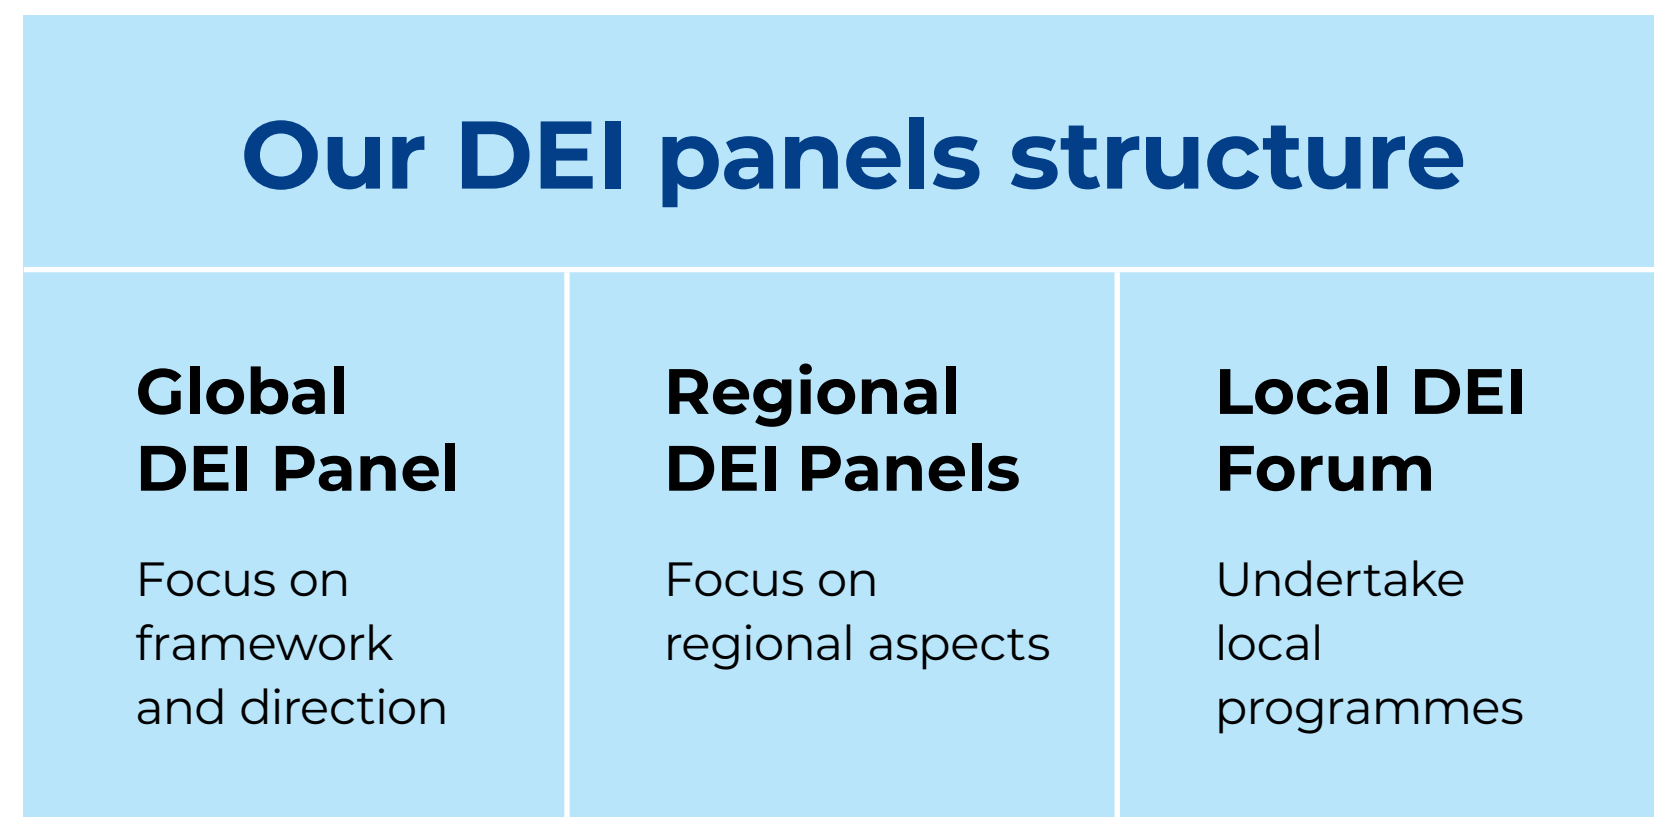 Our DEI panels structure
Global
DEI Panel
Focus on
framework
and direction
Regional
DEI Panels
Focus on
regional aspects
Local DEI
Forum
Undertake
local
programmes